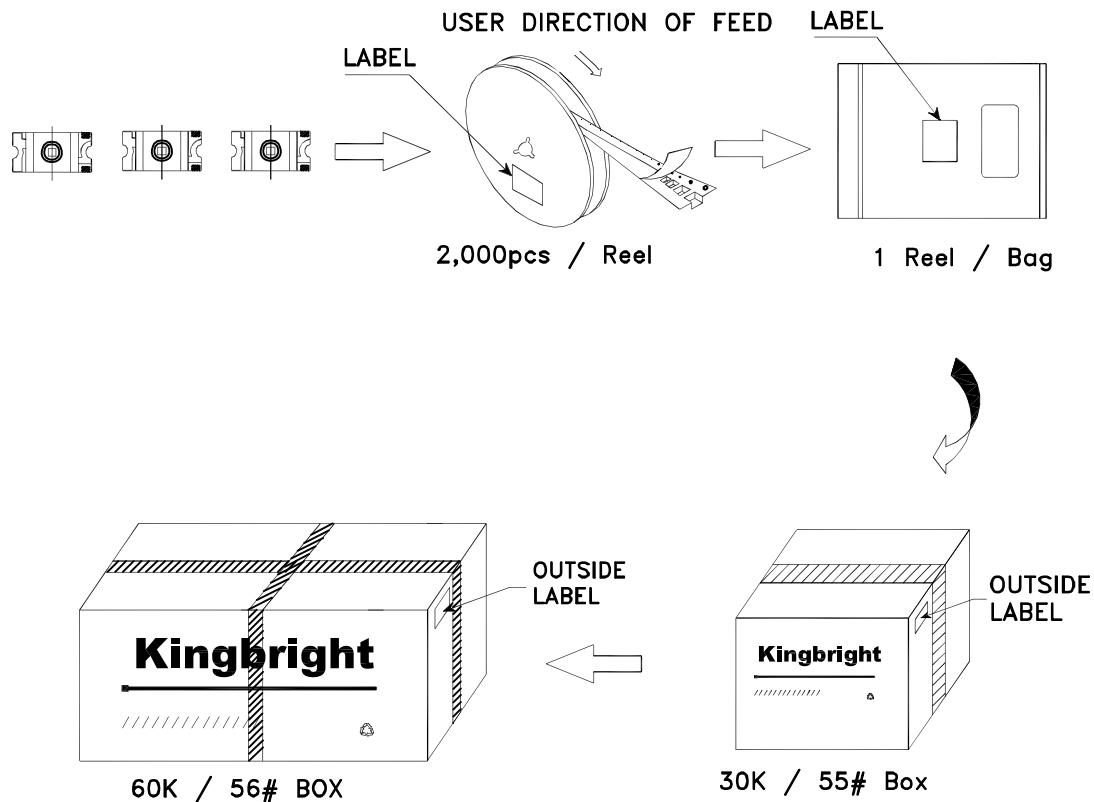 USER DIRECTION OF FEED
LABEL
LABEL
2,000pcs / Reel
1 Reel / Bag
OUTSIDE
LABEL
OUTSIDE
LABEL
Kingbright
Kingbright
60K / 56# BOX
30K / 55# Box